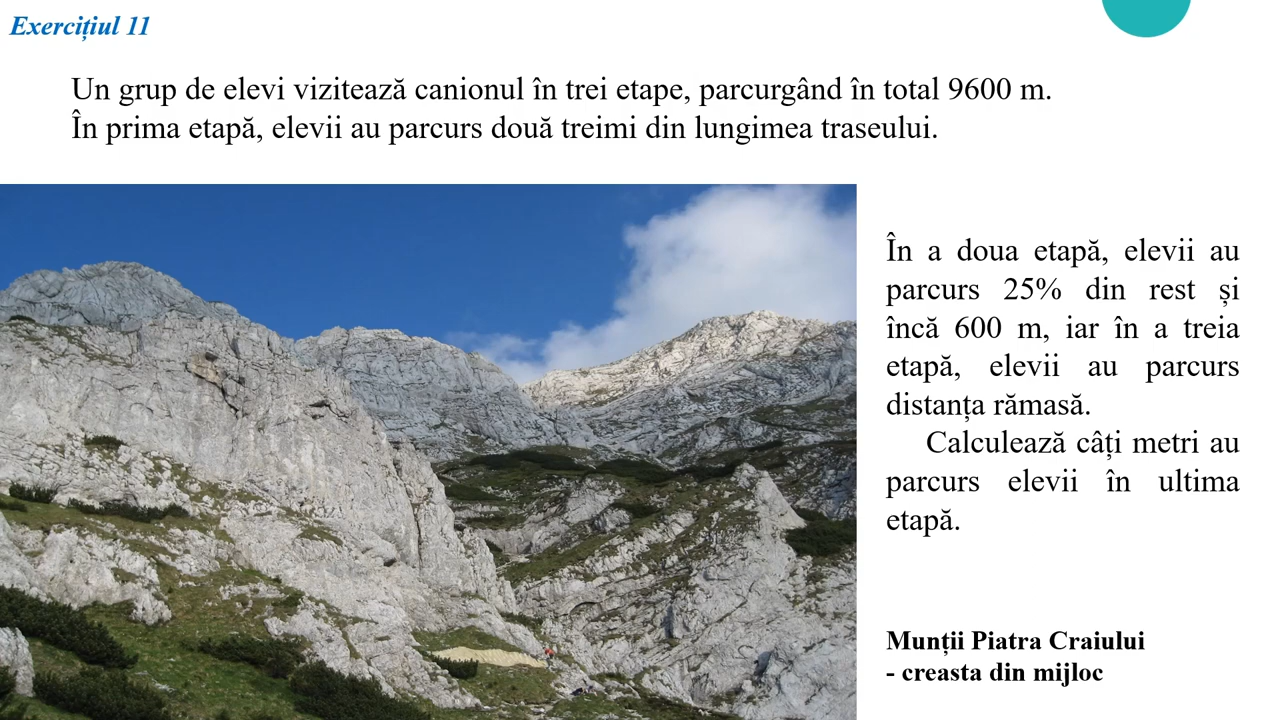 Exercițiul 11
Un grup de elevi vizitează canionul în trei etape, parcurgând în total 9600 m.
În prima etapă, elevii au parcurs două treimi din lungimea traseului.
În a doua etapă, elevii au
parcurs 25% din rest și
încă 600 m, iar în a treia
etapă, elevii au parcurs
distanța rămasă.
Calculează câți metri au
parcurs elevii în ultima
etapă.
Munții Piatra Craiului
- creasta din mijloc